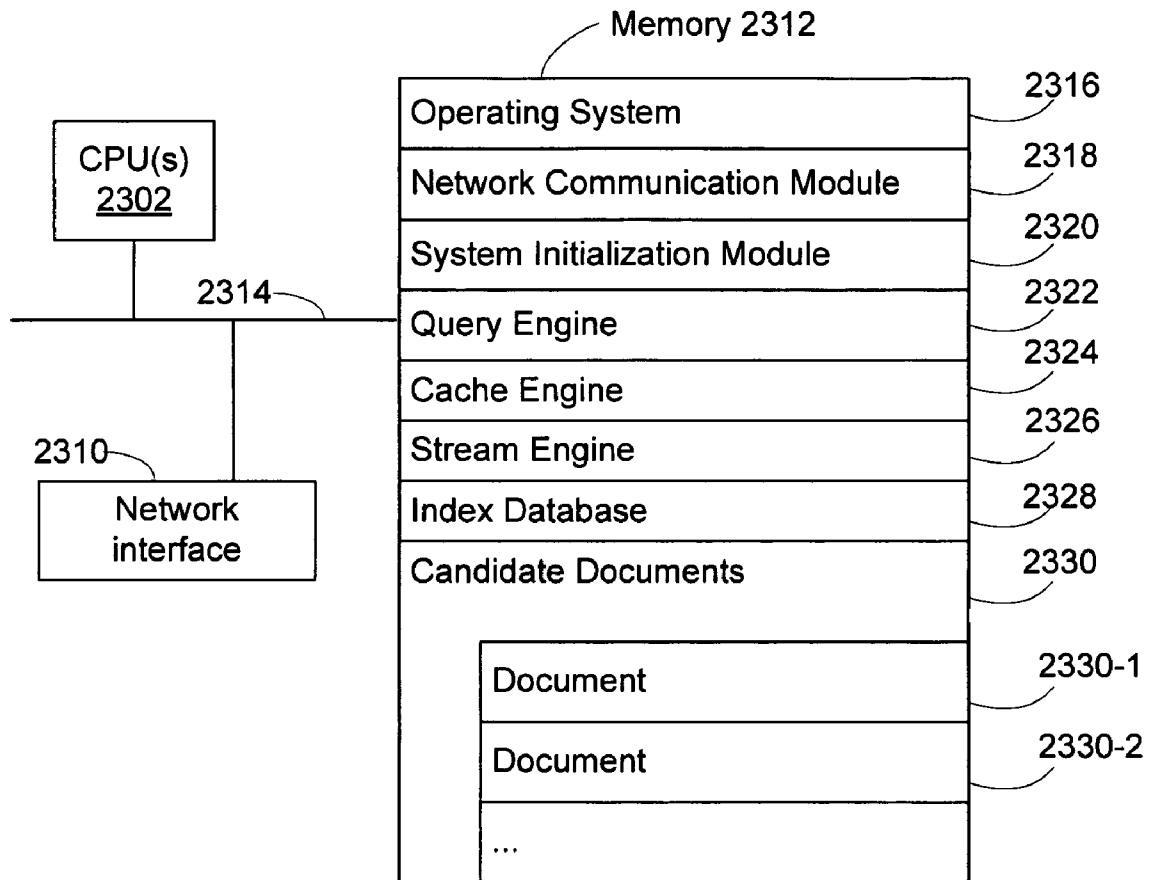 Memory 2312
Operating System 2316
CPU(s)
2302
Network Communication Module 2318
System Initialization Module 2320
2314
Query Engine 2322
Cache Engine 2324
Stream Engine 2326
2310
Network
interface
Index Database 2328
Candidate Documents 2330
Document 2330-1
Document 2330-2
...